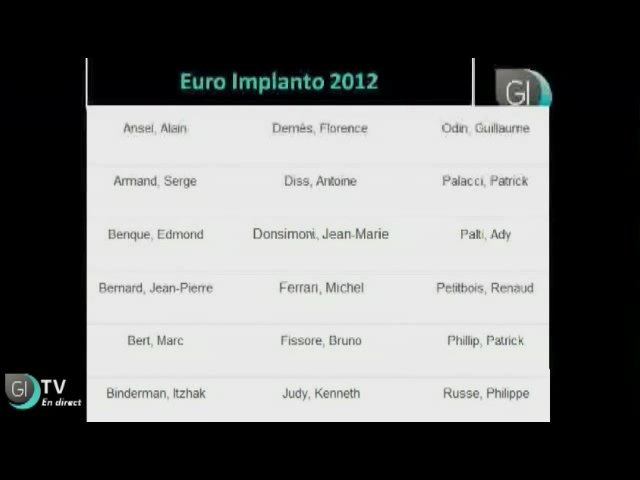 Euro Implanto 2012
GI
Ansel, Alain Demès, Florence Odin, Guillaume
Armand, Serge Diss, Antoine Palacci, Patrick
Benque, Edmond Donsimoni, Jean-Marie Palti, Ady
Bernard, Jean-Pierre Ferrari, Michel Petitbois, Renaud
Bert, Marc Fissore, Bruno Phillip, Patrick
Binderman, Itzhak Judy, Kenneth Russe, Philippe
GI TV
En direct